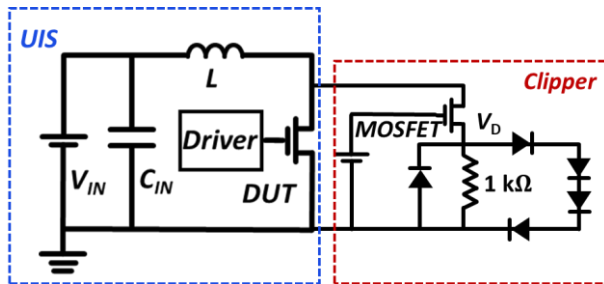 UIS
Clipper
L
MOSFET
V_D
Driver
V_IN
C_IN
DUT
1 kΩ